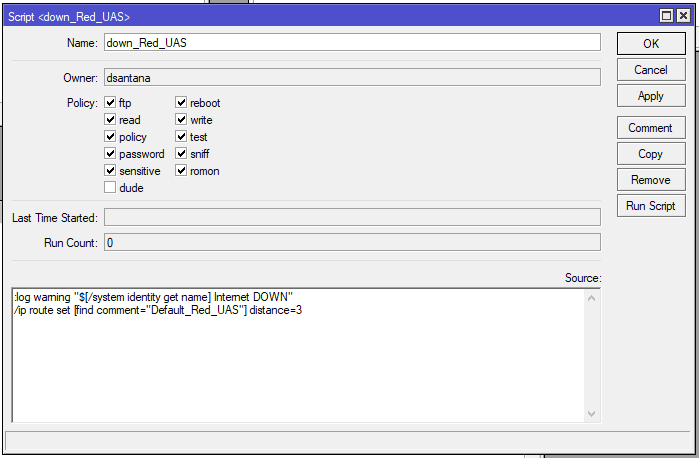 Script <down_Red_UAS>
Name: down_Red_UAS
OK
Owner: dsantana
Cancel
Policy: ftp reboot
Apply
read write
policy test
Comment
password sniff
Copy
sensitive romon
Remove
dude
Run Script
Last Time Started:
Run Count: 0
Source:
:log warning "$[/system identity get name] Internet DOWN"
/ip route set [find comment="Default_Red_UAS"] distance=3